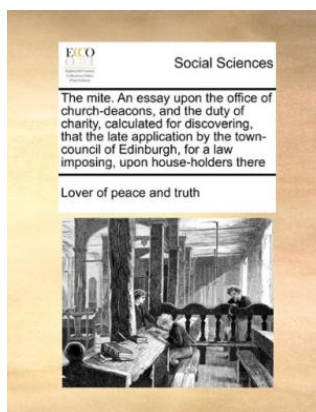 ECCO
Social Sciences
The mite. An essay upon the office of
church-deacons, and the duty of
charity, calculated for discovering,
that the late application by the town-
council of Edinburgh, for a law
imposing, upon house-holders there
Lover of peace and truth